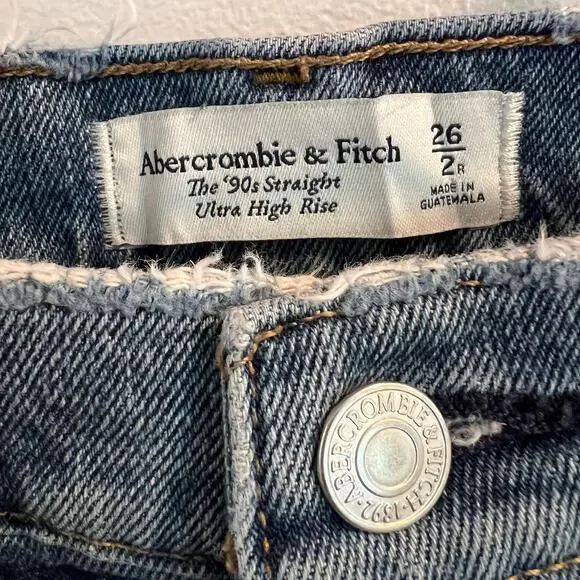 Abercrombie & Fitch
The '90s Straight
Ultra High Rise
26
2R
MADE IN
GUATEMALA
ABERCROMBIE & FITCH · 1892 ·